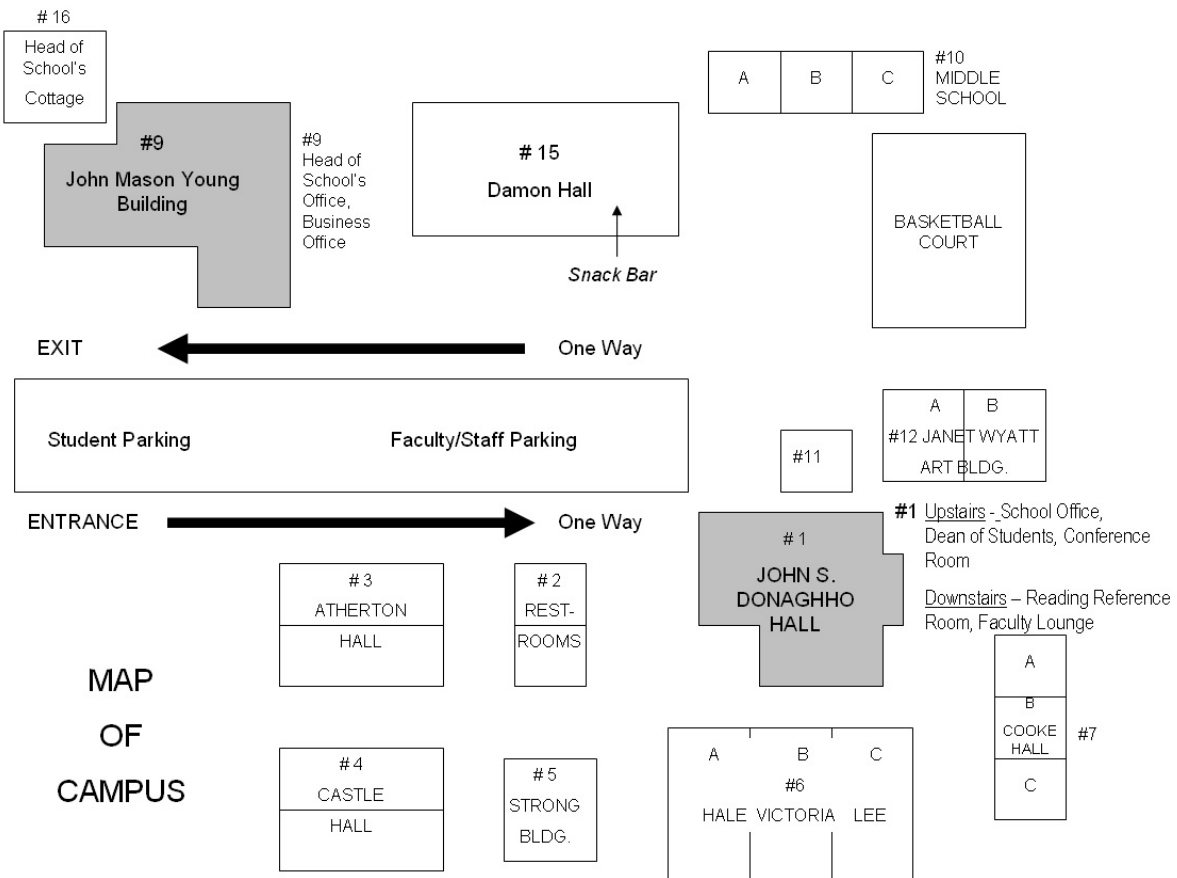 # 16
Head of
School's
Cottage
#9
John Mason Young
Building
#9
Head of
School's
Office,
Business
Office
# 15
Damon Hall
Snack Bar
A B C
#10
MIDDLE
SCHOOL
BASKETBALL
COURT
EXIT
One Way
Student Parking
Faculty/Staff Parking
ENTRANCE
One Way
#11
A B
#12 JANET WYATT
ART BLDG.
# 1
JOHN S.
DONAGHHO
HALL
#1 Upstairs - School Office,
Dean of Students, Conference
Room
Downstairs – Reading Reference
Room, Faculty Lounge
# 3
ATHERTON
HALL
# 2
REST-
ROOMS
MAP
OF
CAMPUS
# 4
CASTLE
HALL
# 5
STRONG
BLDG.
A B C
#6
HALE VICTORIA LEE
A
B
COOKE
HALL
C
#7